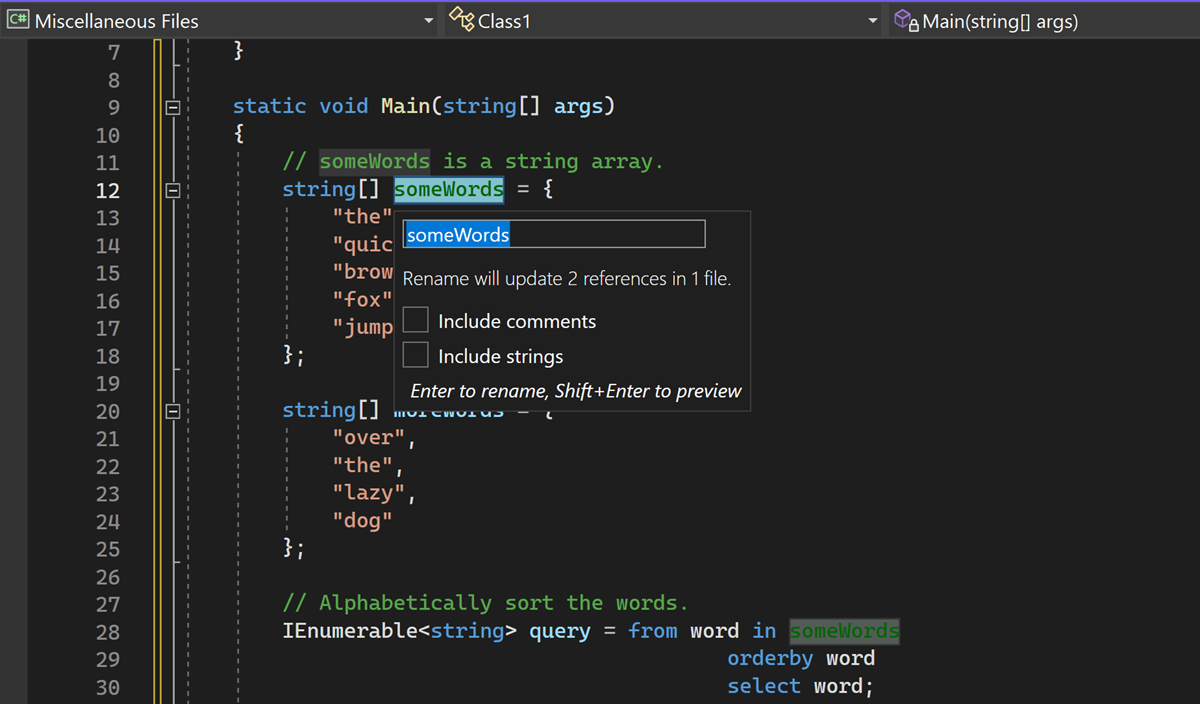 C# Miscellaneous Files Class1 Main(string[] args)
7 }
8
9 static void Main(string[] args)
10 {
11 // someWords is a string array.
12 string[] someWords = {
13 "the"
14 "quic
15 "brow
16 "fox"
17 "jump
18 };
someWords
Rename will update 2 references in 1 file.
Include comments
Include strings
Enter to rename, Shift+Enter to preview
19
20 string[] moreWords = {
21 "over",
22 "the",
23 "lazy",
24 "dog"
25 };
26
27 // Alphabetically sort the words.
28 IEnumerable<string> query = from word in someWords
29 orderby word
30 select word;